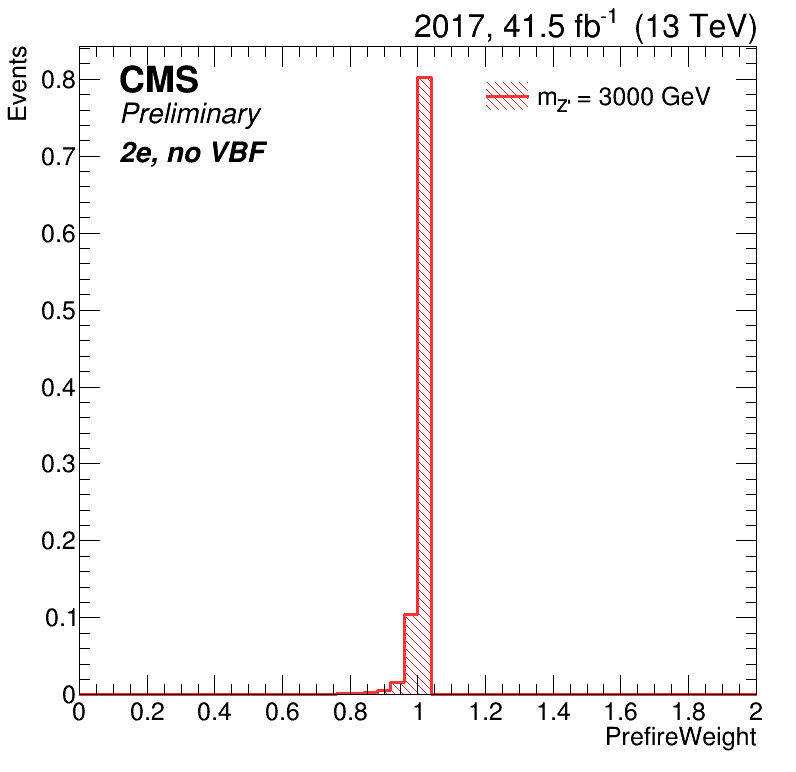 2017, 41.5 fb-1 (13 TeV)
Events
CMS
Preliminary
2e, no VBF
mZ' = 3000 GeV
0.8
0.7
0.6
0.5
0.4
0.3
0.2
0.1
0
0 0.2 0.4 0.6 0.8 1 1.2 1.4 1.6 1.8 2
PrefireWeight